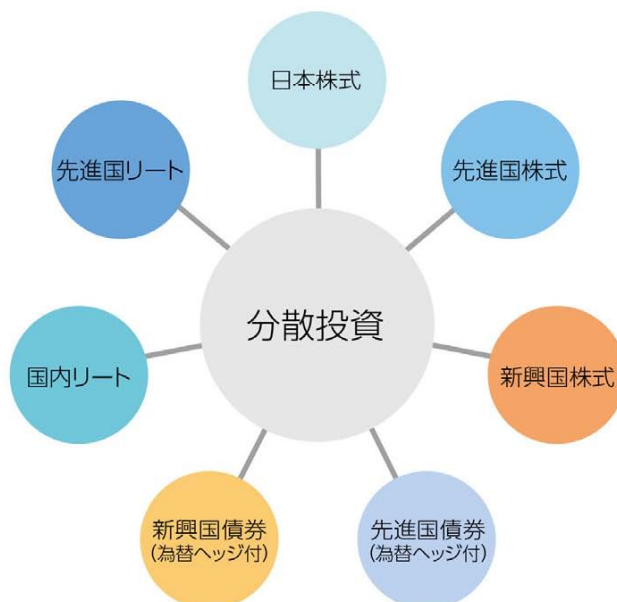 日本株式
先進国リート
先進国株式
分散投資
国内リート
新興国株式
新興国債券
(為替ヘッジ付)
先進国債券
(為替ヘッジ付)